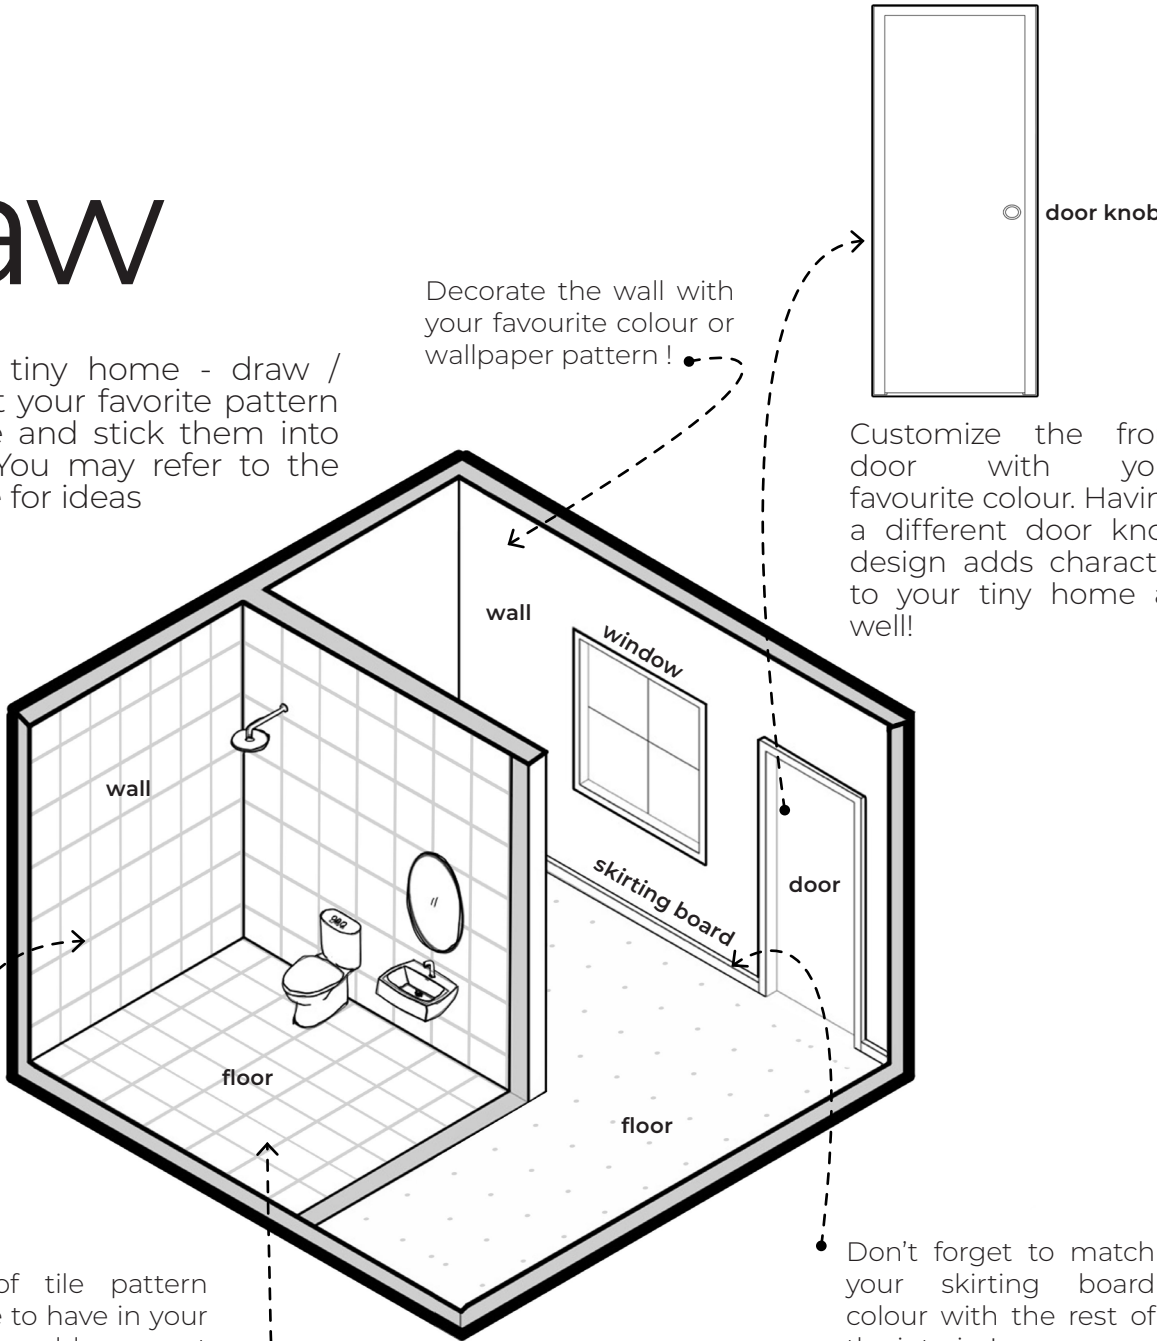 aw
tiny home - draw /
your favorite pattern
and stick them into
You may refer to the
for ideas
Decorate the wall with
your favourite colour or
wallpaper pattern !
door knob
Customize the fro
door with yo
favourite colour. Havin
a different door kno
design adds charact
to your tiny home a
well!
wall
window
wall
skirting board
door
floor
floor
of tile pattern
to have in your
Don't forget to match
your skirting board
colour with the rest of